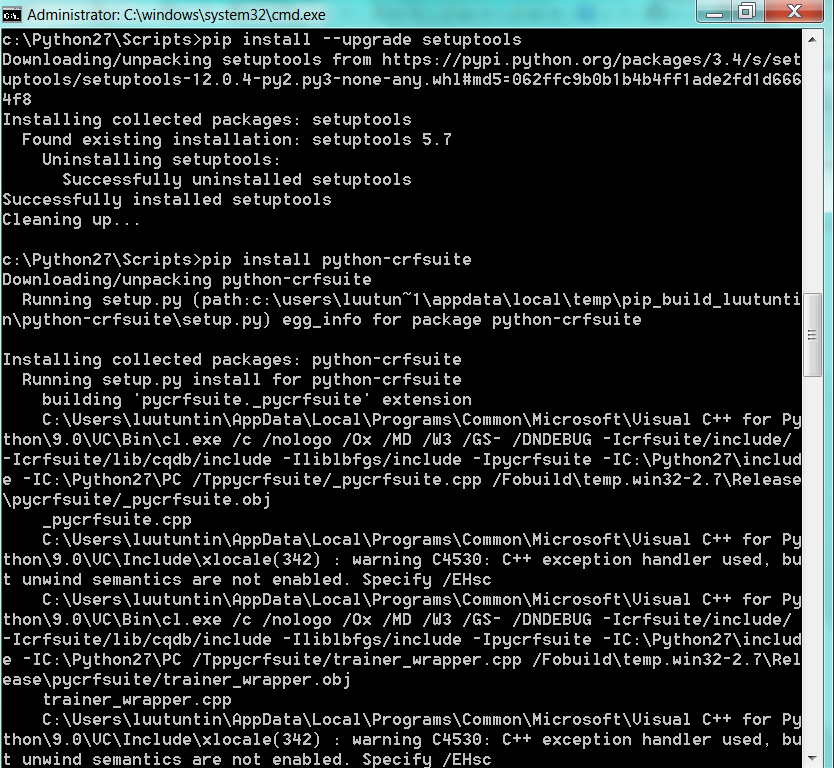 Administrator: C:\windows\system32\cmd.exe
c:\Python27\Scripts>pip install --upgrade setuptools
Downloading/unpacking setuptools from https://pypi.python.org/packages/3.4/s/set
uptools/setuptools-12.0.4-py2.py3-none-any.whl#md5=062ffc9b0b1b4b4ff1ade2fd1d666
4f8
Installing collected packages: setuptools
  Found existing installation: setuptools 5.7
    Uninstalling setuptools:
      Successfully uninstalled setuptools
Successfully installed setuptools
Cleaning up...
c:\Python27\Scripts>pip install python-crfsuite
Downloading/unpacking python-crfsuite
  Running setup.py (path:c:\users\luutun~1\appdata\local\temp\pip_build_luutunti
n\python-crfsuite\setup.py) egg_info for package python-crfsuite
Installing collected packages: python-crfsuite
  Running setup.py install for python-crfsuite
    building 'pycrfsuite._pycrfsuite' extension
    C:\Users\luutuntin\AppData\Local\Programs\Common\Microsoft\Visual C++ for Py
thon\9.0\VC\Bin\cl.exe /c /nologo /Ox /MD /W3 /GS- /DNDEBUG -Icrfsuite/include/
-Icrfsuite/lib/cqdb/include -Iliblbfgs/include -Ipycrfsuite -IC:\Python27\includ
e -IC:\Python27\PC /Tppycrfsuite/_pycrfsuite.cpp /Fobuild\temp.win32-2.7\Release
\pycrfsuite/_pycrfsuite.obj
    _pycrfsuite.cpp
    C:\Users\luutuntin\AppData\Local\Programs\Common\Microsoft\Visual C++ for Py
thon\9.0\VC\Include\xlocale(342) : warning C4530: C++ exception handler used, bu
t unwind semantics are not enabled. Specify /EHsc
    C:\Users\luutuntin\AppData\Local\Programs\Common\Microsoft\Visual C++ for Py
thon\9.0\VC\Bin\cl.exe /c /nologo /Ox /MD /W3 /GS- /DNDEBUG -Icrfsuite/include/
-Icrfsuite/lib/cqdb/include -Iliblbfgs/include -Ipycrfsuite -IC:\Python27\includ
e -IC:\Python27\PC /Tppycrfsuite/trainer_wrapper.cpp /Fobuild\temp.win32-2.7\Rel
ease\pycrfsuite/trainer_wrapper.obj
    trainer_wrapper.cpp
    C:\Users\luutuntin\AppData\Local\Programs\Common\Microsoft\Visual C++ for Py
thon\9.0\VC\Include\xlocale(342) : warning C4530: C++ exception handler used, bu
t unwind semantics are not enabled. Specify /EHsc